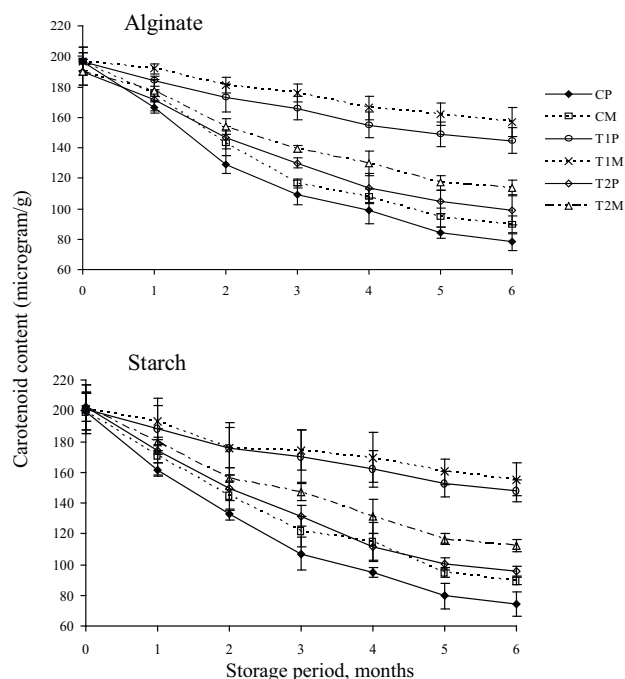 Alginate
220
200
180
160
140
120
100
80
60
0 1 2 3 4 5 6
CP
CM
T1P
T1M
T2P
T2M
Carotenoid content (microgram/g)
Starch
220
200
180
160
140
120
100
80
60
0 1 2 3 4 5 6
Storage period, months